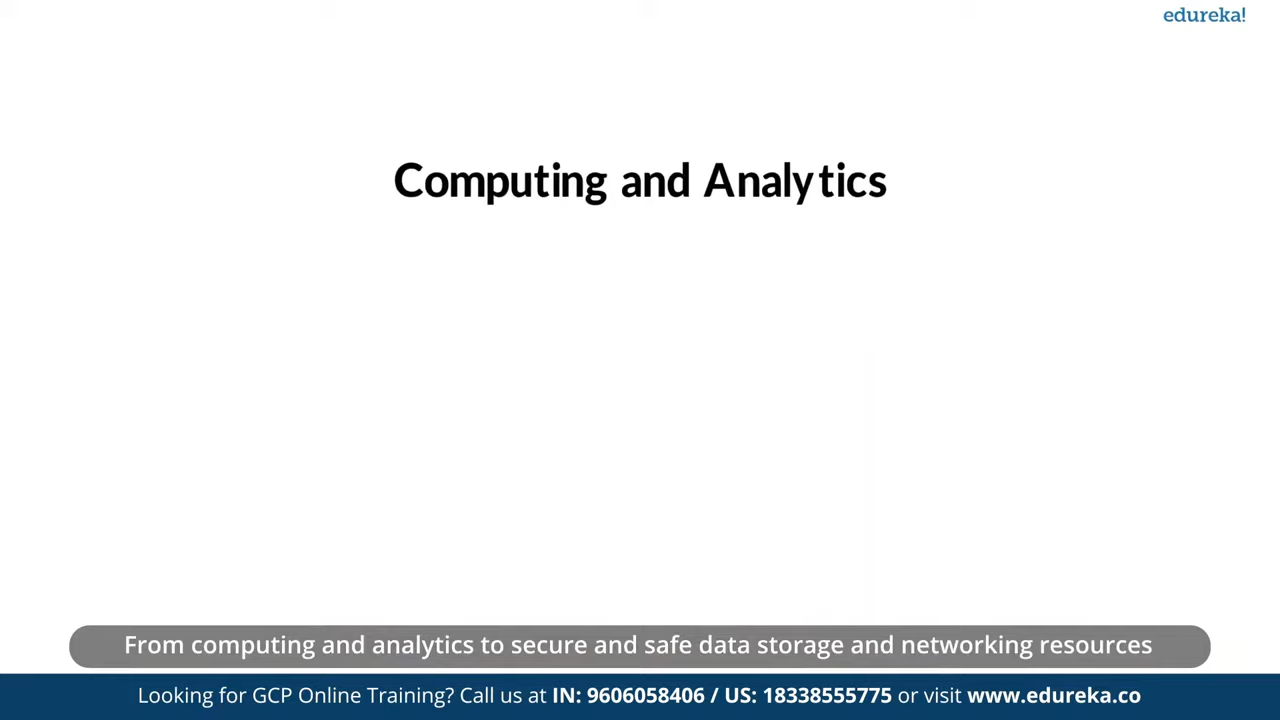 edureka!
Computing and Analytics
From computing and analytics to secure and safe data storage and networking resources
Looking for GCP Online Training? Call us at IN: 9606058406 / US: 18338555775 or visit www.edureka.co